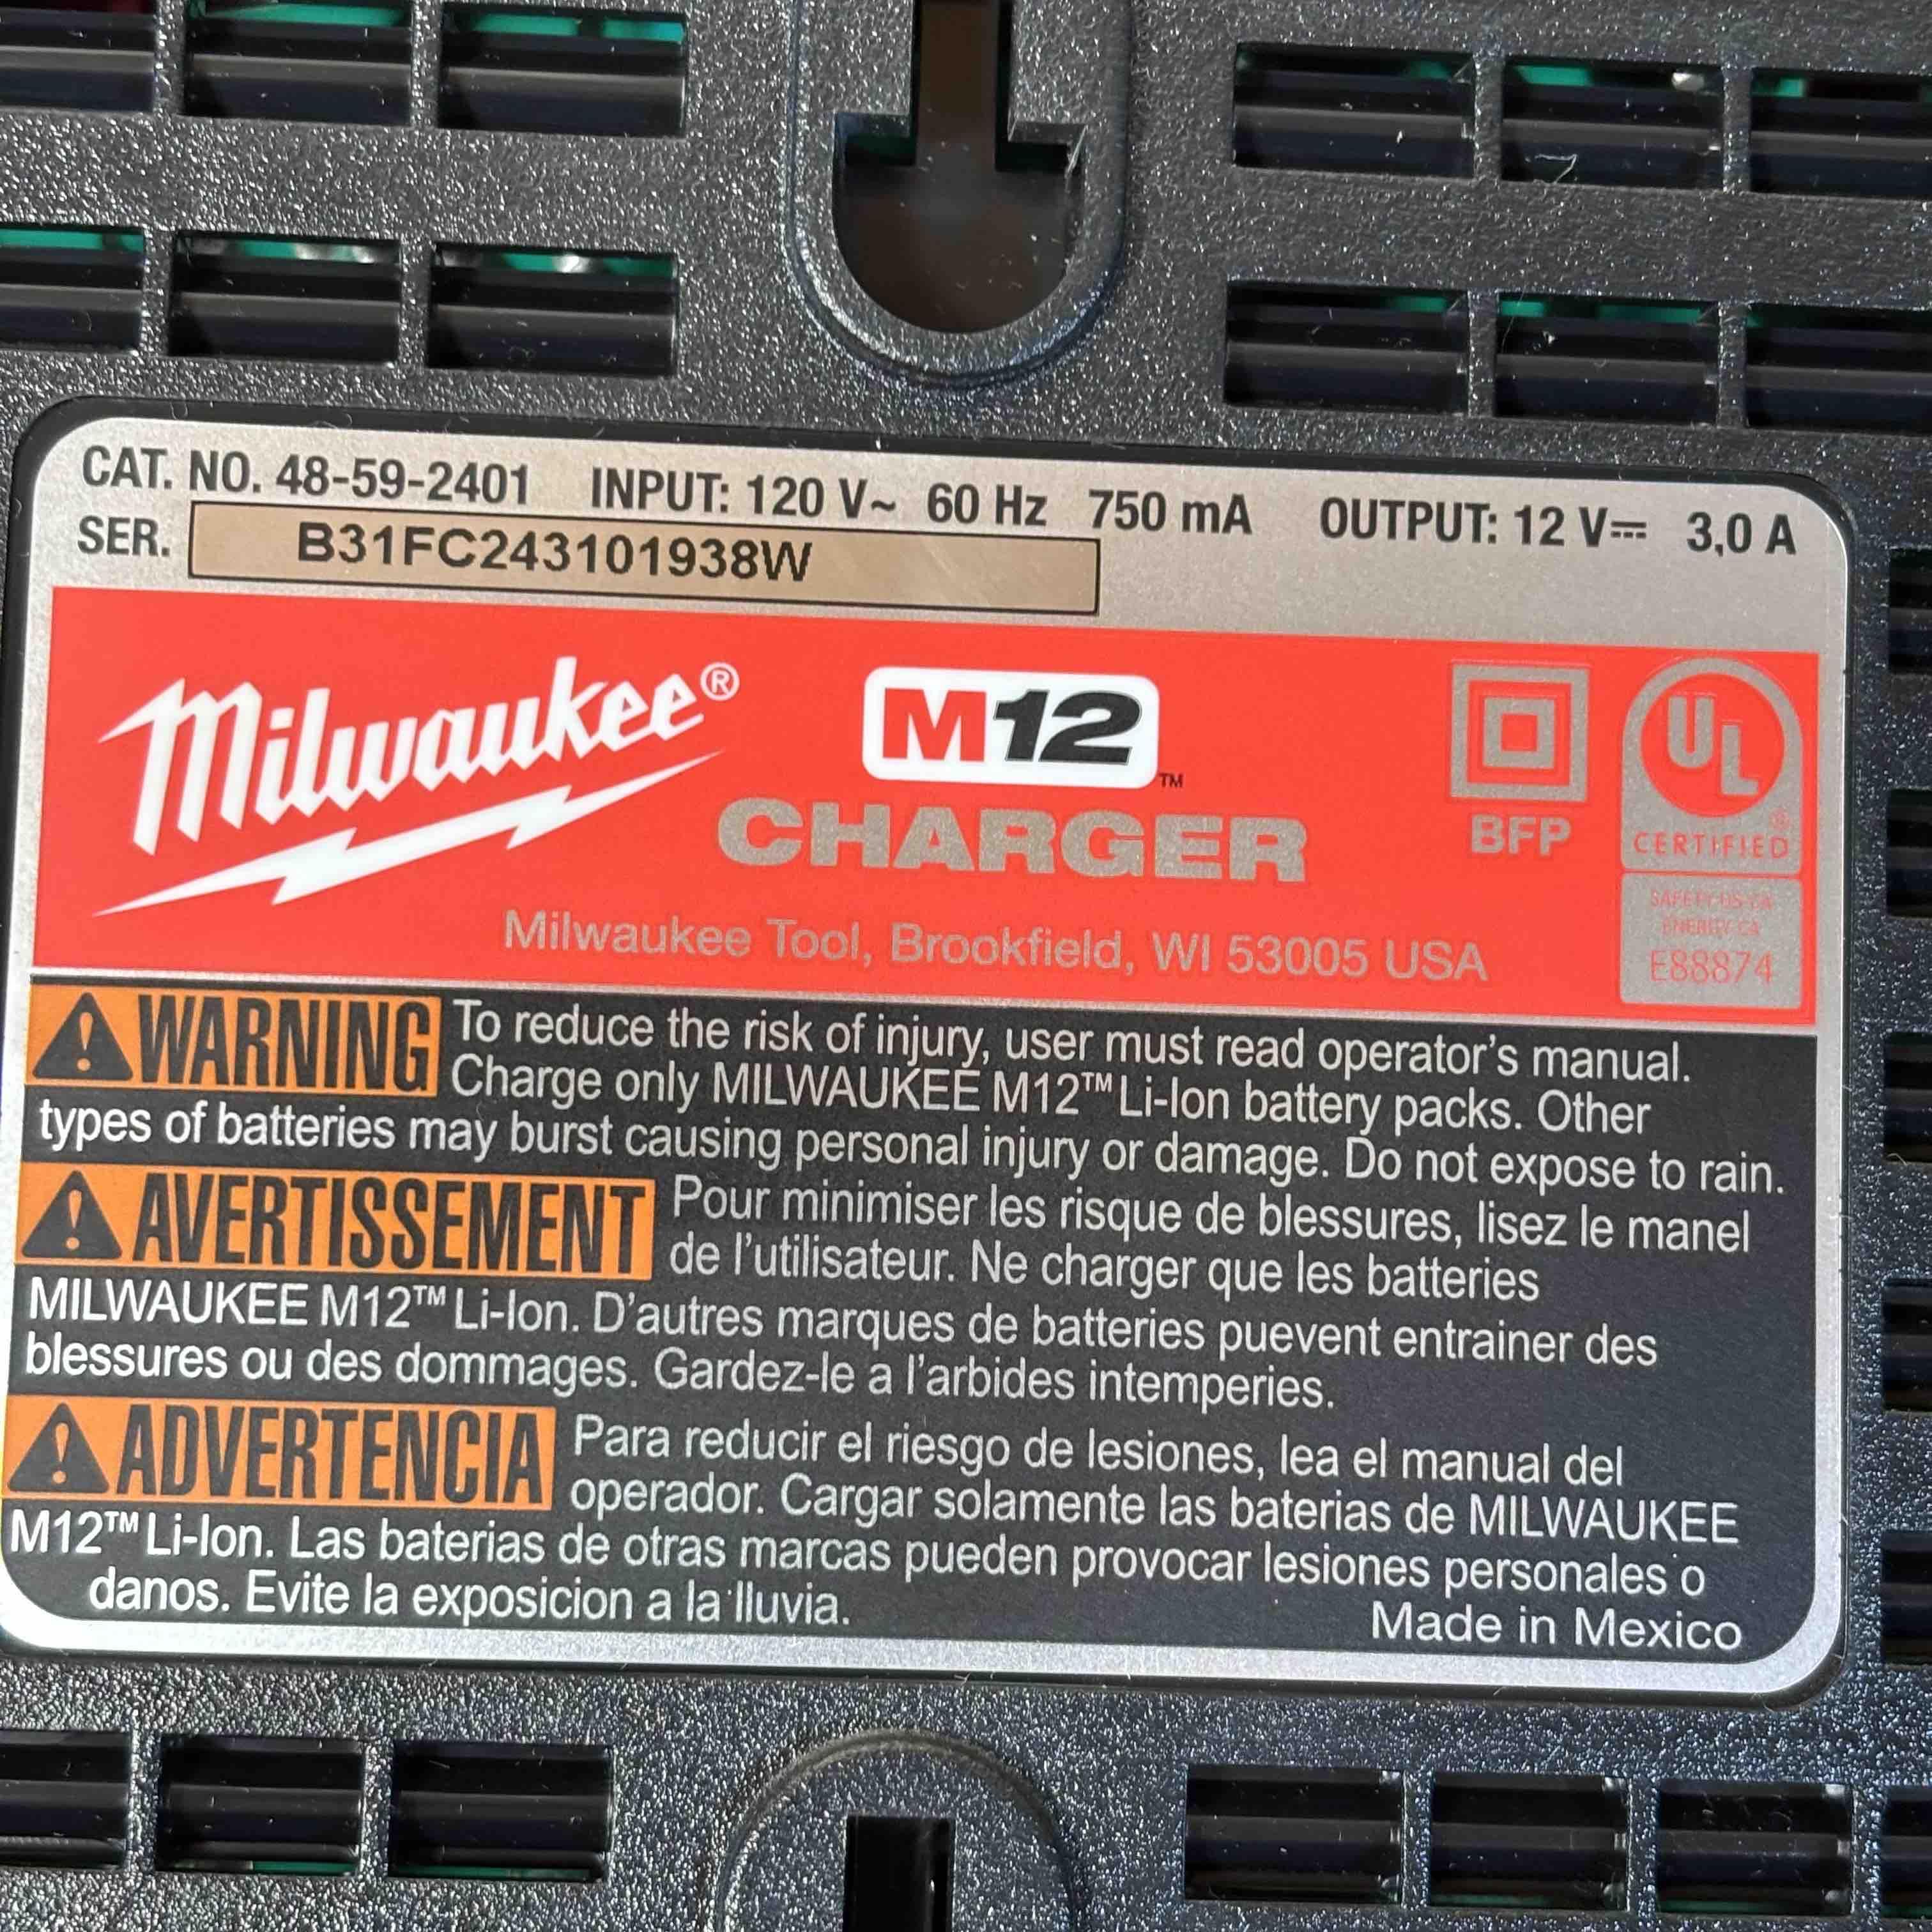 CAT. NO. 48-59-2401 INPUT: 120 V~ 60 Hz 750 mA OUTPUT: 12 V⎓ 3,0 A
SER. B31FC243101938W
Milwaukee®
M12™
CHARGER
Milwaukee Tool, Brookfield, WI 53005 USA
BFP
UL®
CERTIFIED
SAFETY: US-CA
ENERGY: CA
E88874
⚠WARNING To reduce the risk of injury, user must read operator's manual.
Charge only MILWAUKEE M12™ Li-Ion battery packs. Other
types of batteries may burst causing personal injury or damage. Do not expose to rain.
⚠AVERTISSEMENT Pour minimiser les risque de blessures, lisez le manel
de l'utilisateur. Ne charger que les batteries
MILWAUKEE M12™ Li-Ion. D'autres marques de batteries puevent entrainer des
blessures ou des dommages. Gardez-le a l'arbides intemperies.
⚠ADVERTENCIA Para reducir el riesgo de lesiones, lea el manual del
operador. Cargar solamente las baterias de MILWAUKEE
M12™ Li-Ion. Las baterias de otras marcas pueden provocar lesiones personales o
danos. Evite la exposicion a la lluvia.
Made in Mexico